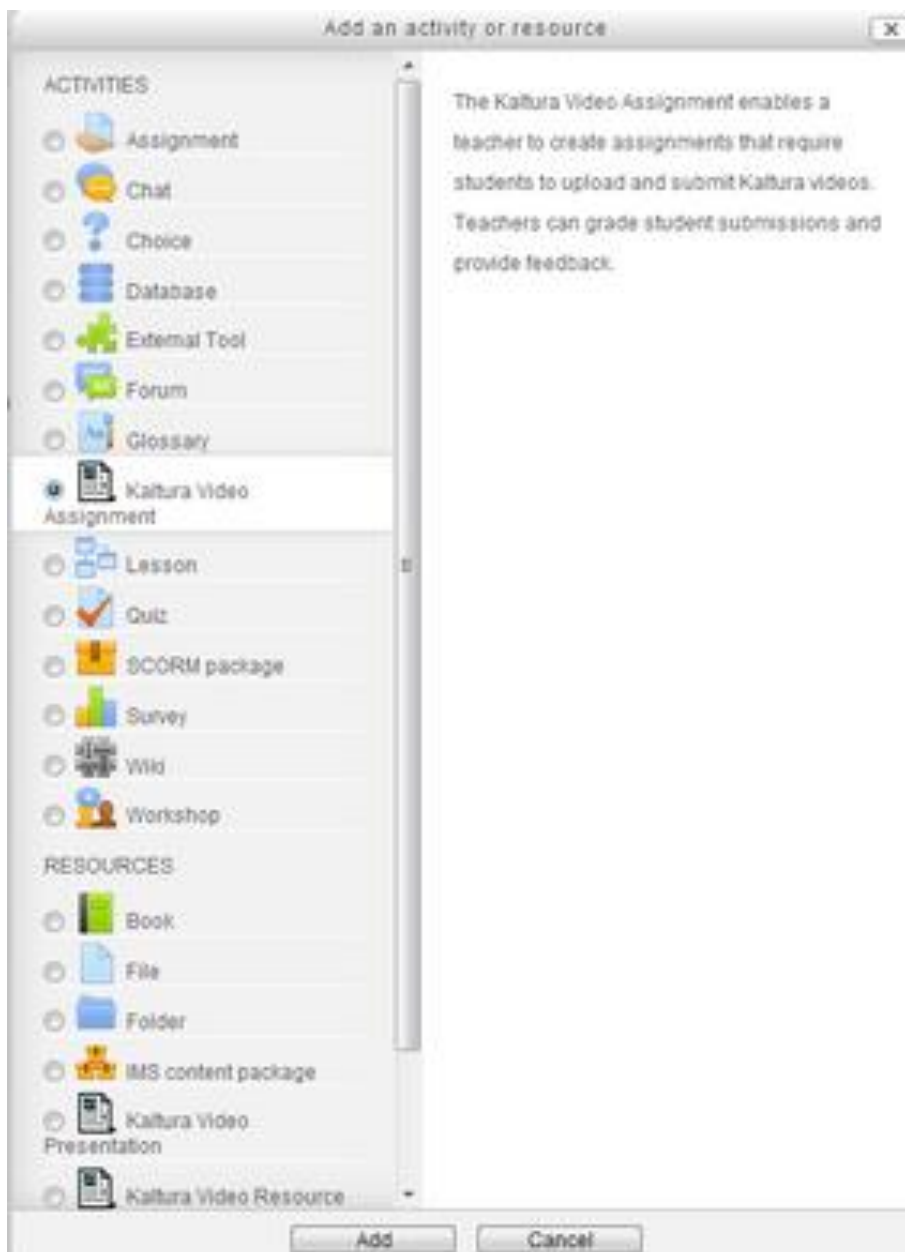 Add an activity or resource
x
ACTIVITIES
Assignment
Chat
Choice
Database
External Tool
Forum
Glossary
Kaltura Video
Assignment
Lesson
Quiz
SCORM package
Survey
Wiki
Workshop
RESOURCES
Book
File
Folder
IMS content package
Kaltura Video
Presentation
Kaltura Video Resource
The Kaltura Video Assignment enables a
teacher to create assignments that require
students to upload and submit Kaltura videos.
Teachers can grade student submissions and
provide feedback.
Add
Cancel